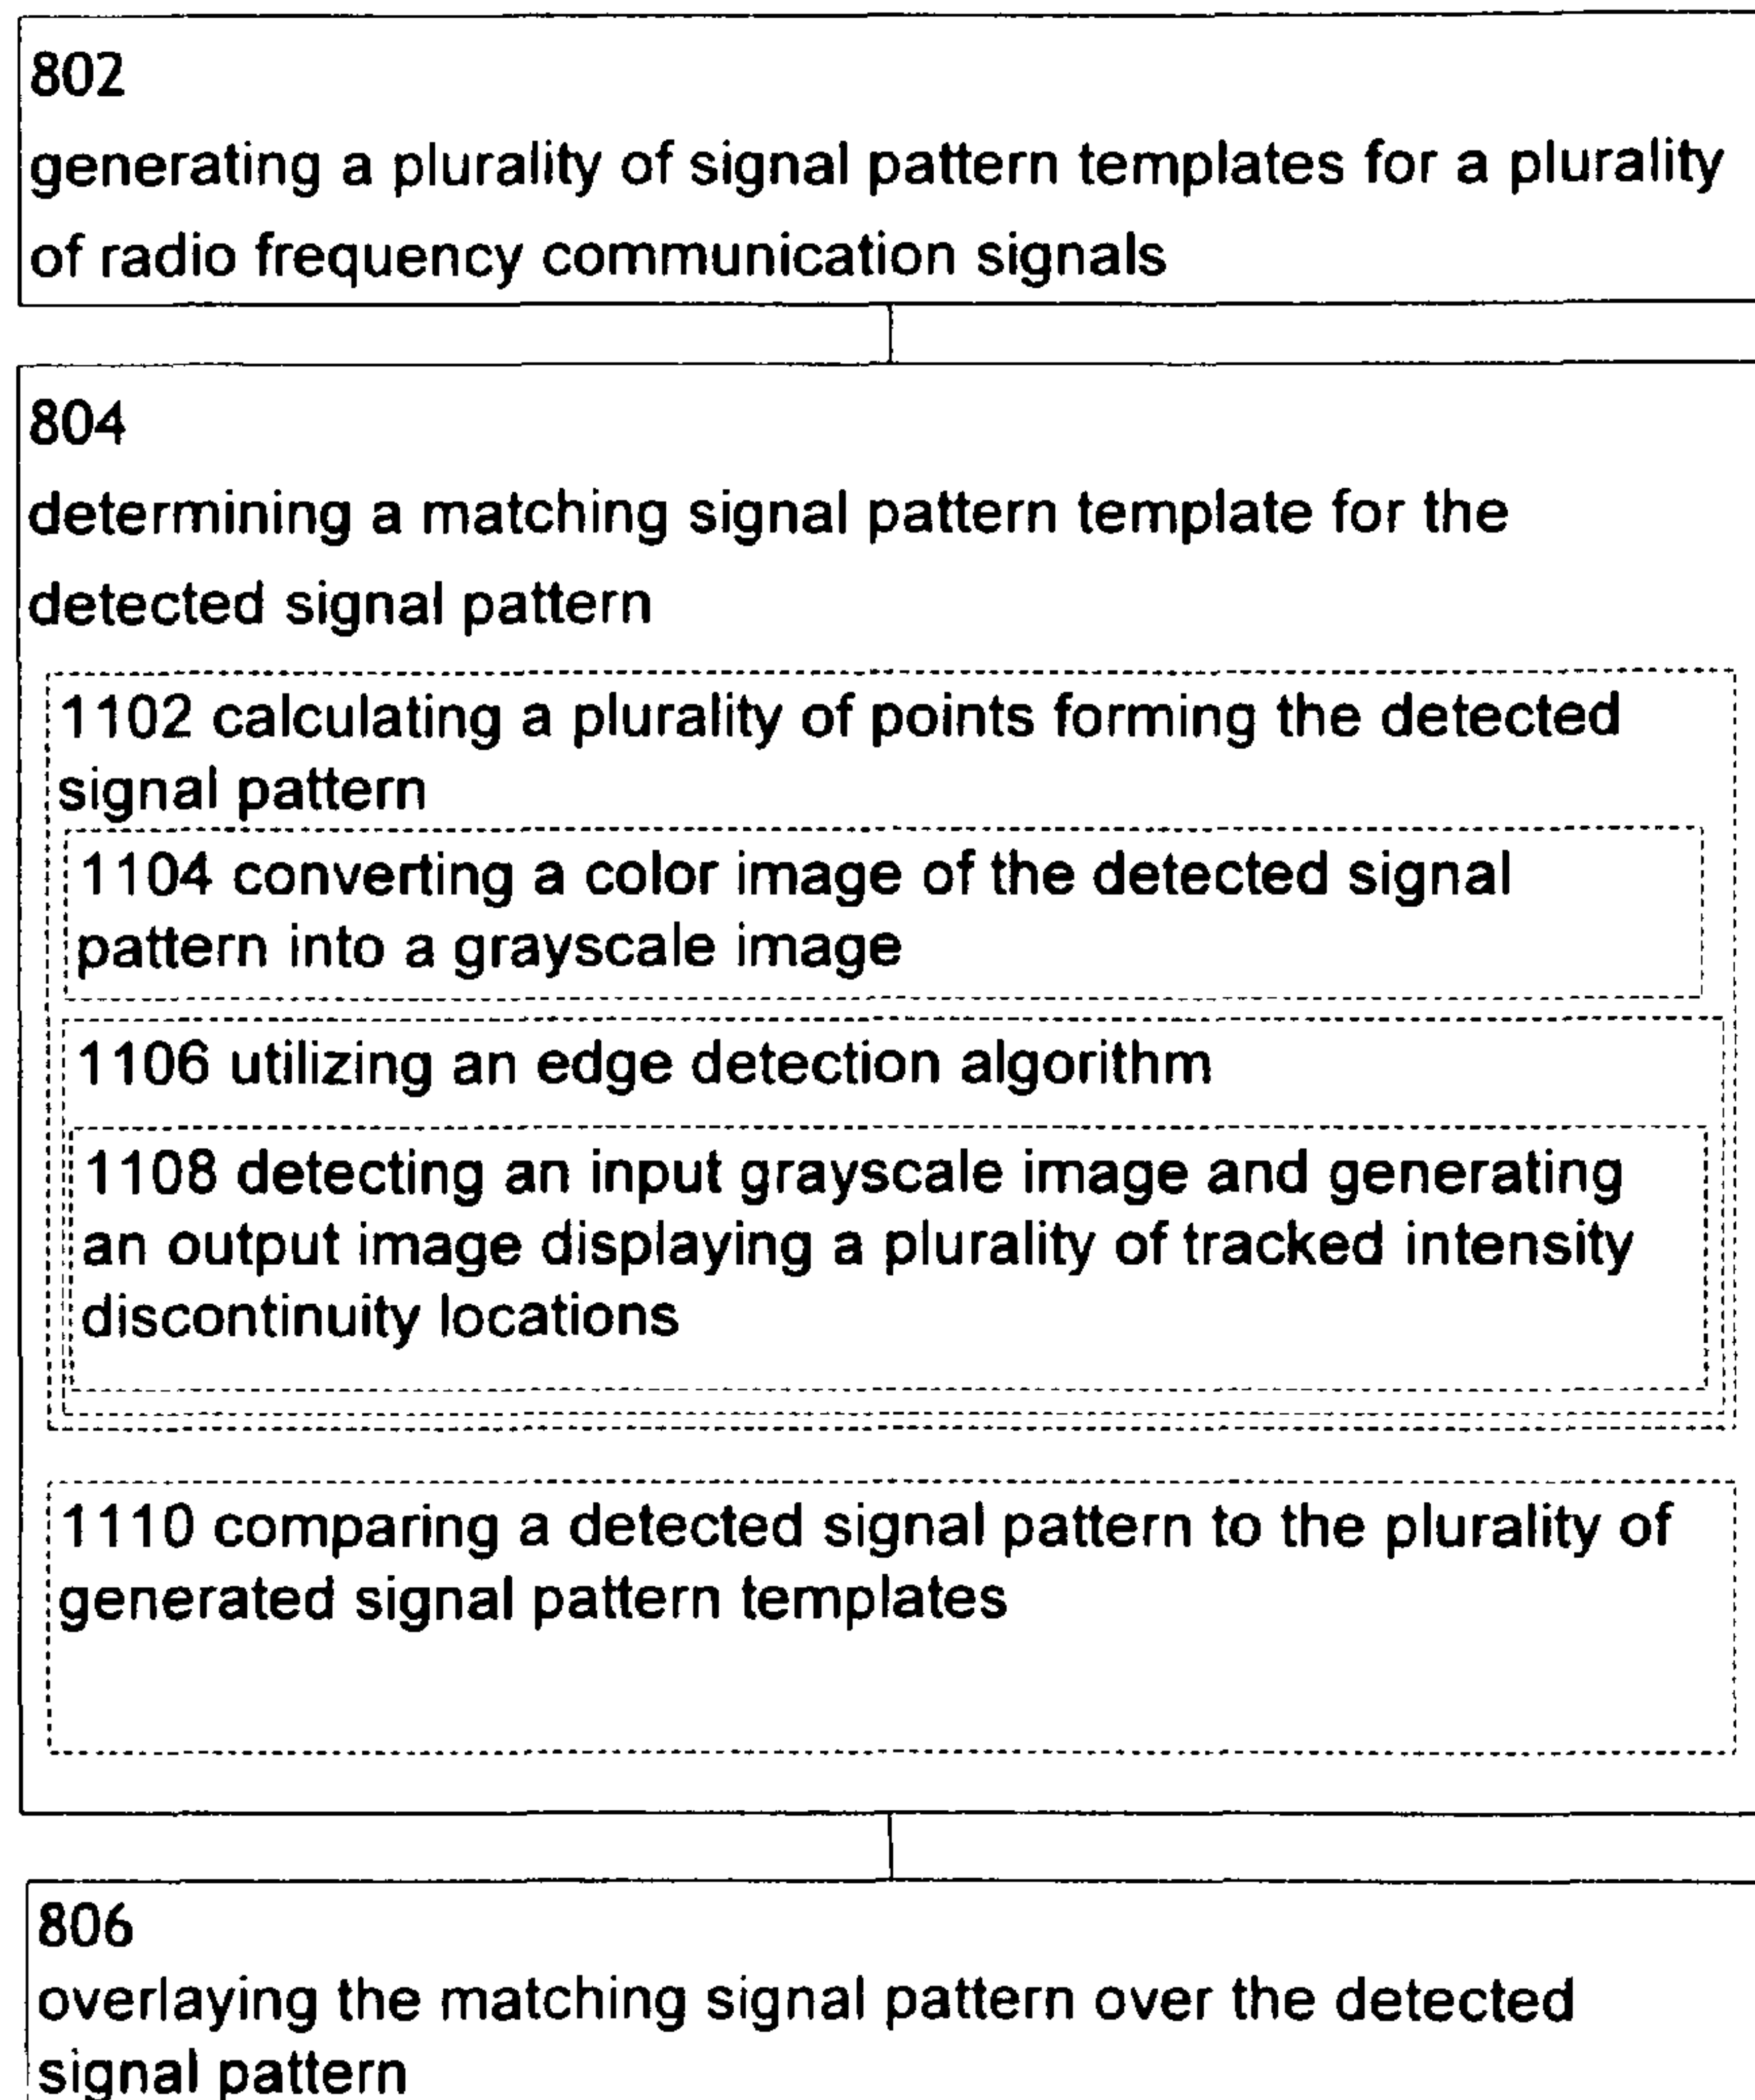 802
generating a plurality of signal pattern templates for a plurality
of radio frequency communication signals
804
determining a matching signal pattern template for the
detected signal pattern
1102 calculating a plurality of points forming the detected
signal pattern
1104 converting a color image of the detected signal
pattern into a grayscale image
1106 utilizing an edge detection algorithm
1108 detecting an input grayscale image and generating
an output image displaying a plurality of tracked intensity
discontinuity locations
1110 comparing a detected signal pattern to the plurality of
generated signal pattern templates
806
overlaying the matching signal pattern over the detected
signal pattern